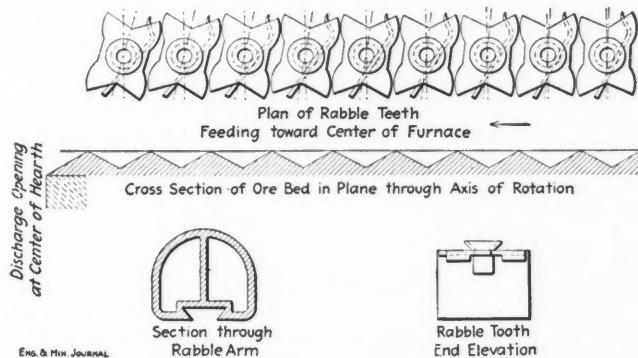 Plan of Rabble Teeth
Feeding toward Center of Furnace
Cross Section of Ore Bed in Plane through Axis of Rotation
Discharge Opening
at Center of Hearth
Section through
Rabble Arm
Rabble Tooth
End Elevation
ENG. & MIN. JOURNAL